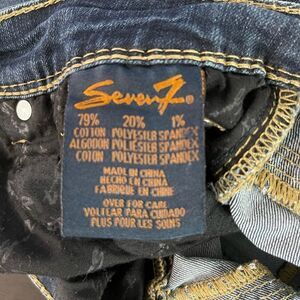 Seven7®
79% 20% 1%
COTTON POLYESTER SPANDEX
ALGODON POLIÉSTER SPANDEX
COTON POLYESTER SPANDEX
MADE IN CHINA
HECHO EN CHINA
FABRIQUE EN CHINE
OVER FOR CARE
VOLTEAR PARA CUIDADO
PLUS POUR LES SOINS